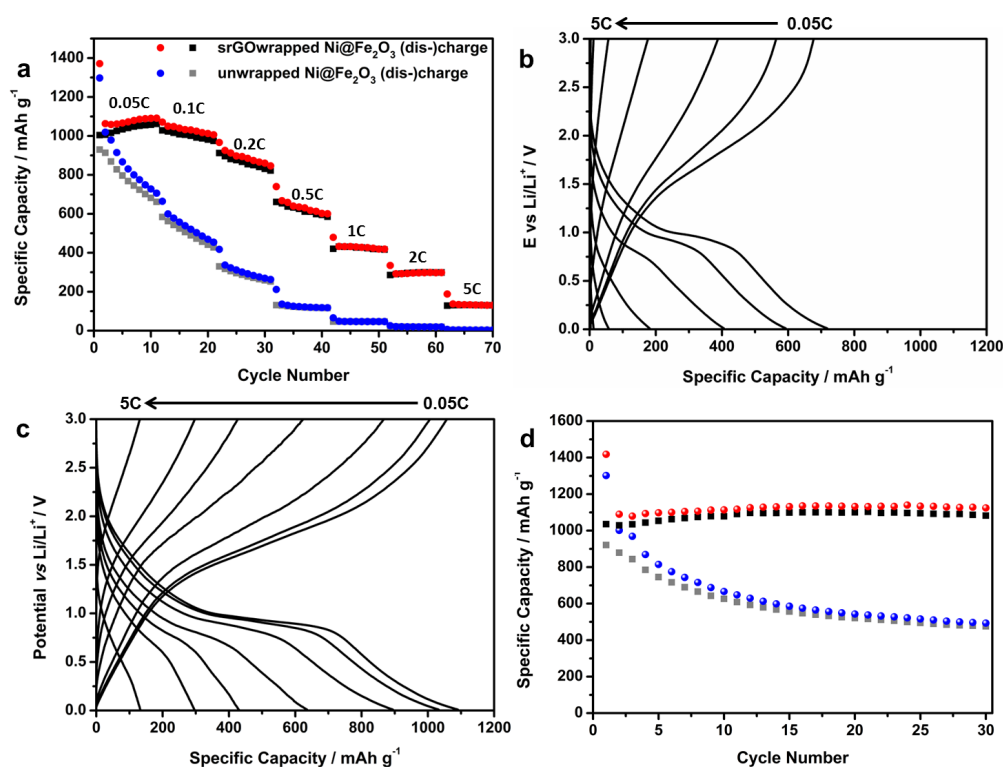 a
srGOwrapped Ni@Fe₂O₃ (dis-)charge
unwrapped Ni@Fe₂O₃ (dis-)charge
0.05C
0.1C
0.2C
0.5C
1C
2C
5C
Specific Capacity / mAh g⁻¹
1400
1200
1000
800
600
400
200
0
0 10 20 30 40 50 60 70
Cycle Number
5C 0.05C
b
E vs Li/Li⁺ / V
3.0
2.5
2.0
1.5
1.0
0.5
0.0
0 200 400 600 800 1000 1200
Specific Capacity / mAh g⁻¹
5C 0.05C
c
Potential vs Li/Li⁺ / V
3.0
2.5
2.0
1.5
1.0
0.5
0.0
0 200 400 600 800 1000 1200
Specific Capacity / mAh g⁻¹
d
Specific Capacity / mAh g⁻¹
1600
1400
1200
1000
800
600
400
200
0
0 5 10 15 20 25 30
Cycle Number